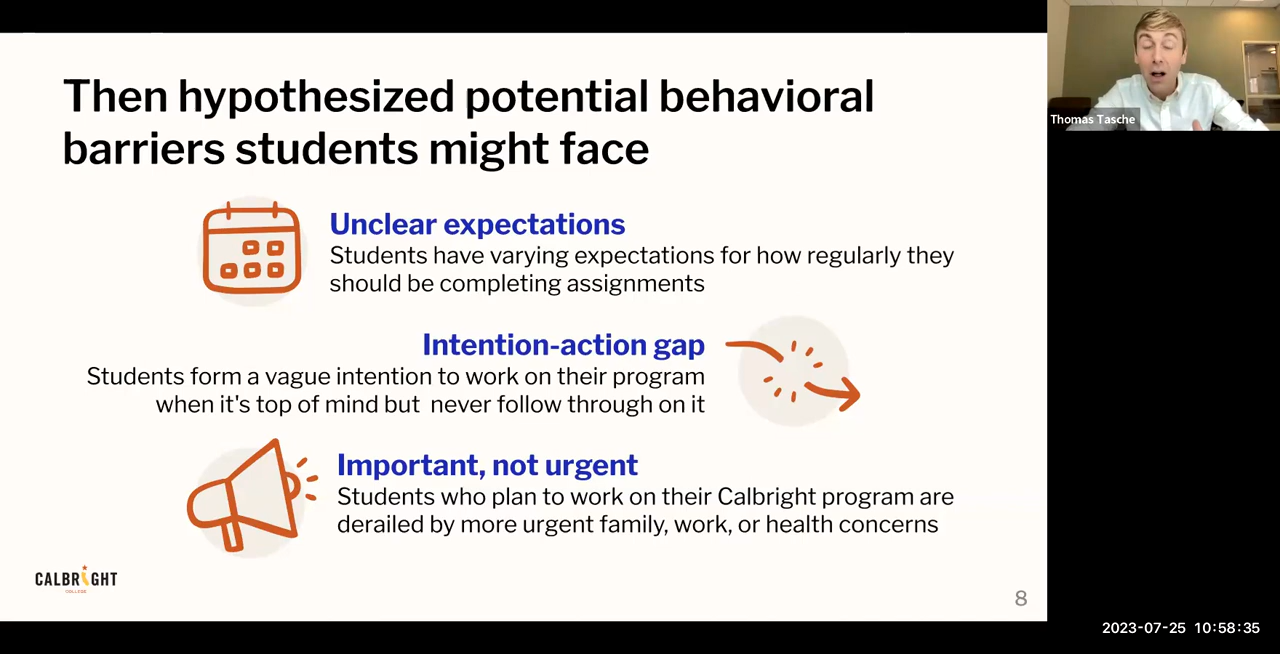 Then hypothesized potential behavioral
barriers students might face
Unclear expectations
Students have varying expectations for how regularly they
should be completing assignments
Intention-action gap
Students form a vague intention to work on their program
when it's top of mind but  never follow through on it
Important, not urgent
Students who plan to work on their Calbright program are
derailed by more urgent family, work, or health concerns
CALBRIGHT
COLLEGE
8
Thomas Tasche
2023-07-25 10:58:35